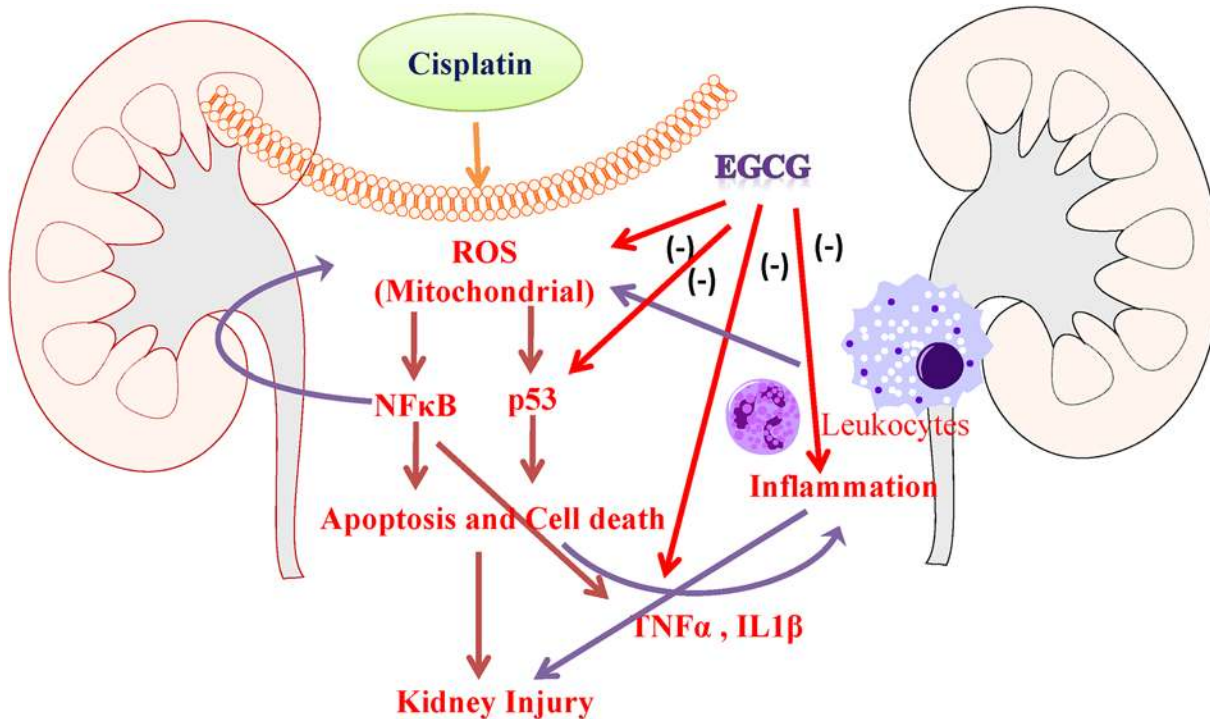 Cisplatin
EGCG
(-)
(-)
(-)
(-)
ROS
(Mitochondrial)
NFκB
p53
Leukocytes
Inflammation
Apoptosis and Cell death
TNFα , IL1β
Kidney Injury